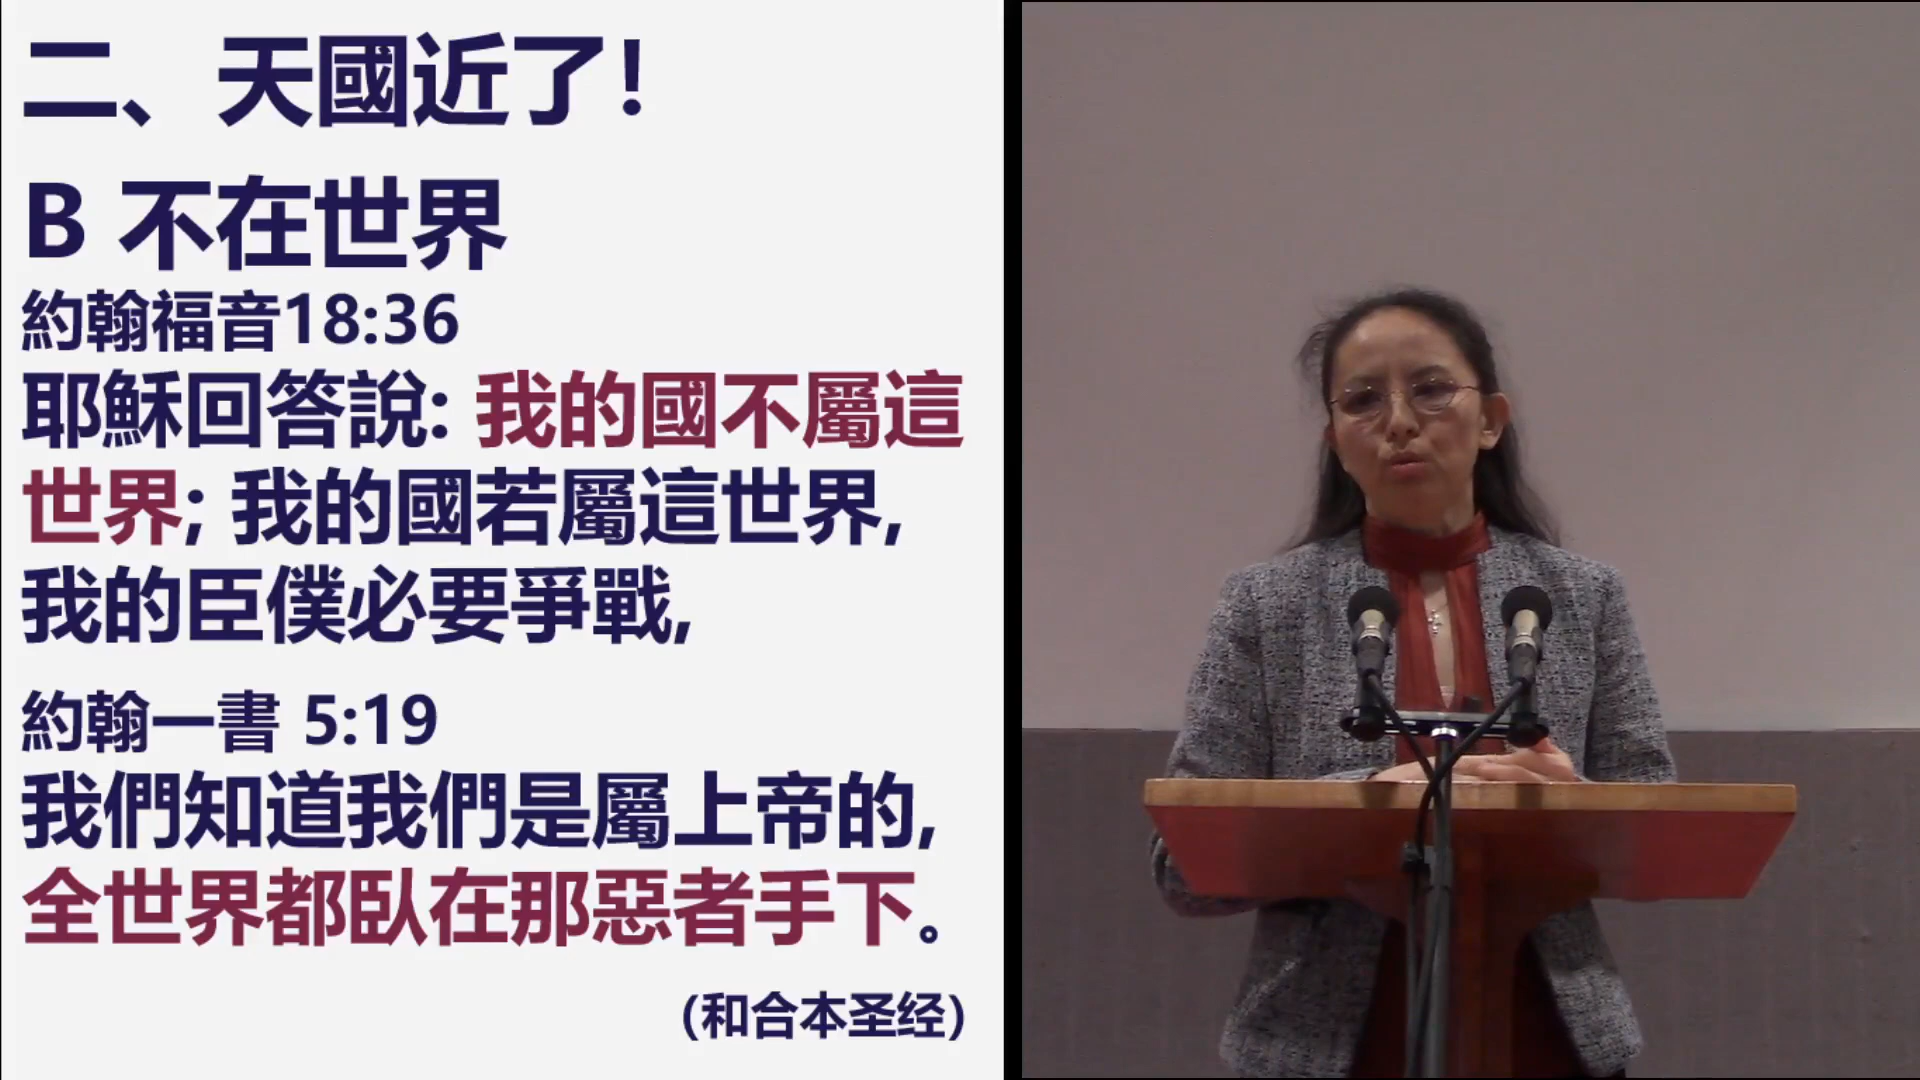 二、天國近了!
B 不在世界
約翰福音18:36
耶穌回答說: 我的國不屬這
世界; 我的國若屬這世界,
我的臣僕必要爭戰,
約翰一書 5:19
我們知道我們是屬上帝的,
全世界都臥在那惡者手下。
(和合本圣经)